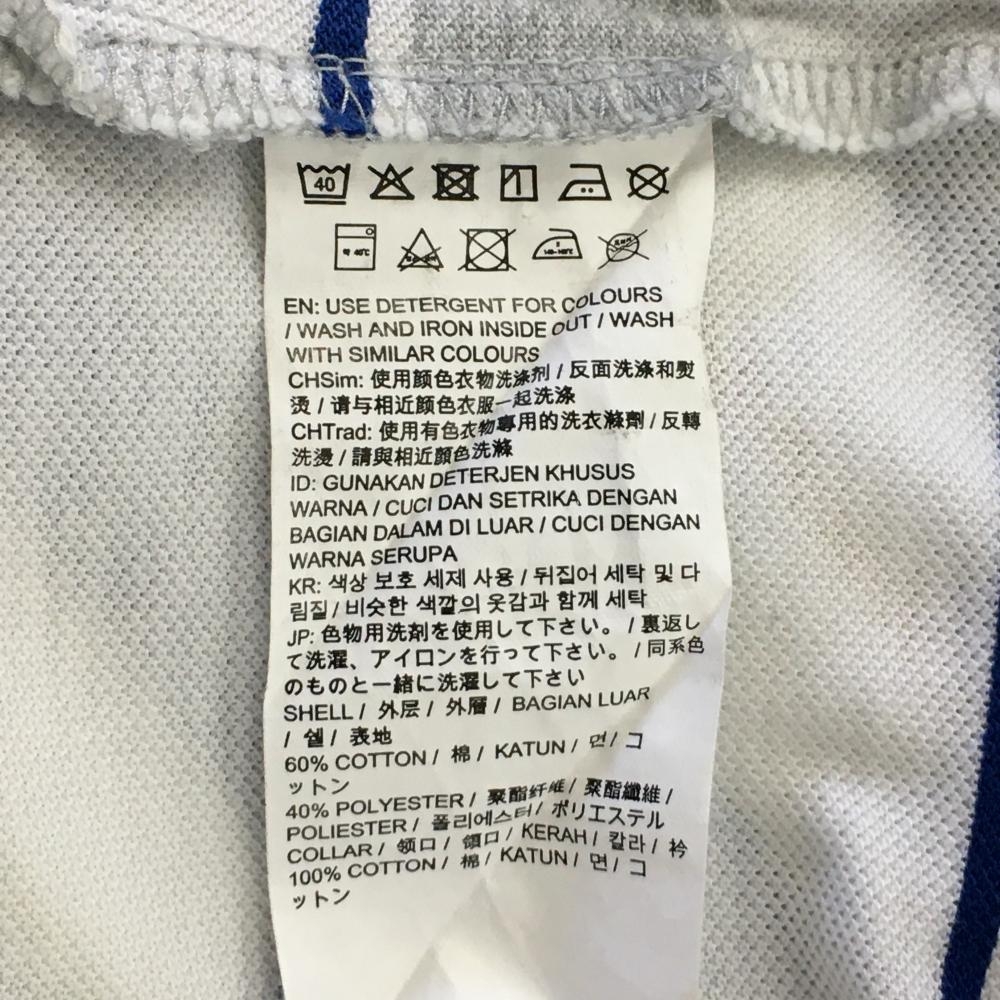 40
約 40℃
EN: USE DETERGENT FOR COLOURS
/ WASH AND IRON INSIDE OUT / WASH
WITH SIMILAR COLOURS
CHSim: 使用颜色衣物洗涤剂 / 反面洗涤和熨
烫 / 请与相近颜色衣服一起洗涤
CHTrad: 使用有色衣物專用的洗衣滌劑 / 反轉
洗燙 / 請與相近顏色洗滌
ID: GUNAKAN DETERJEN KHUSUS
WARNA / CUCI DAN SETRIKA DENGAN
BAGIAN DALAM DI LUAR / CUCI DENGAN
WARNA SERUPA
KR: 색상 보호 세제 사용 / 뒤집어 세탁 및 다
림질 / 비슷한 색깔의 옷감과 함께 세탁
JP: 色物用洗剤を使用して下さい。 / 裏返し
て洗濯、アイロンを行って下さい。 / 同系色
のものと一緒に洗濯して下さい
SHELL / 外层 / 外層 / BAGIAN LUAR
/ 쉘 / 表地
60% COTTON / 棉 / KATUN / 면 / コ
ットン
40% POLYESTER / 聚酯纤维 / 聚酯纖維 /
POLIESTER / 폴리에스터 / ポリエステル
COLLAR / 领口 / 領口 / KERAH / 칼라 / 衿
100% COTTON / 棉 / KATUN / 면 / コ
ットン